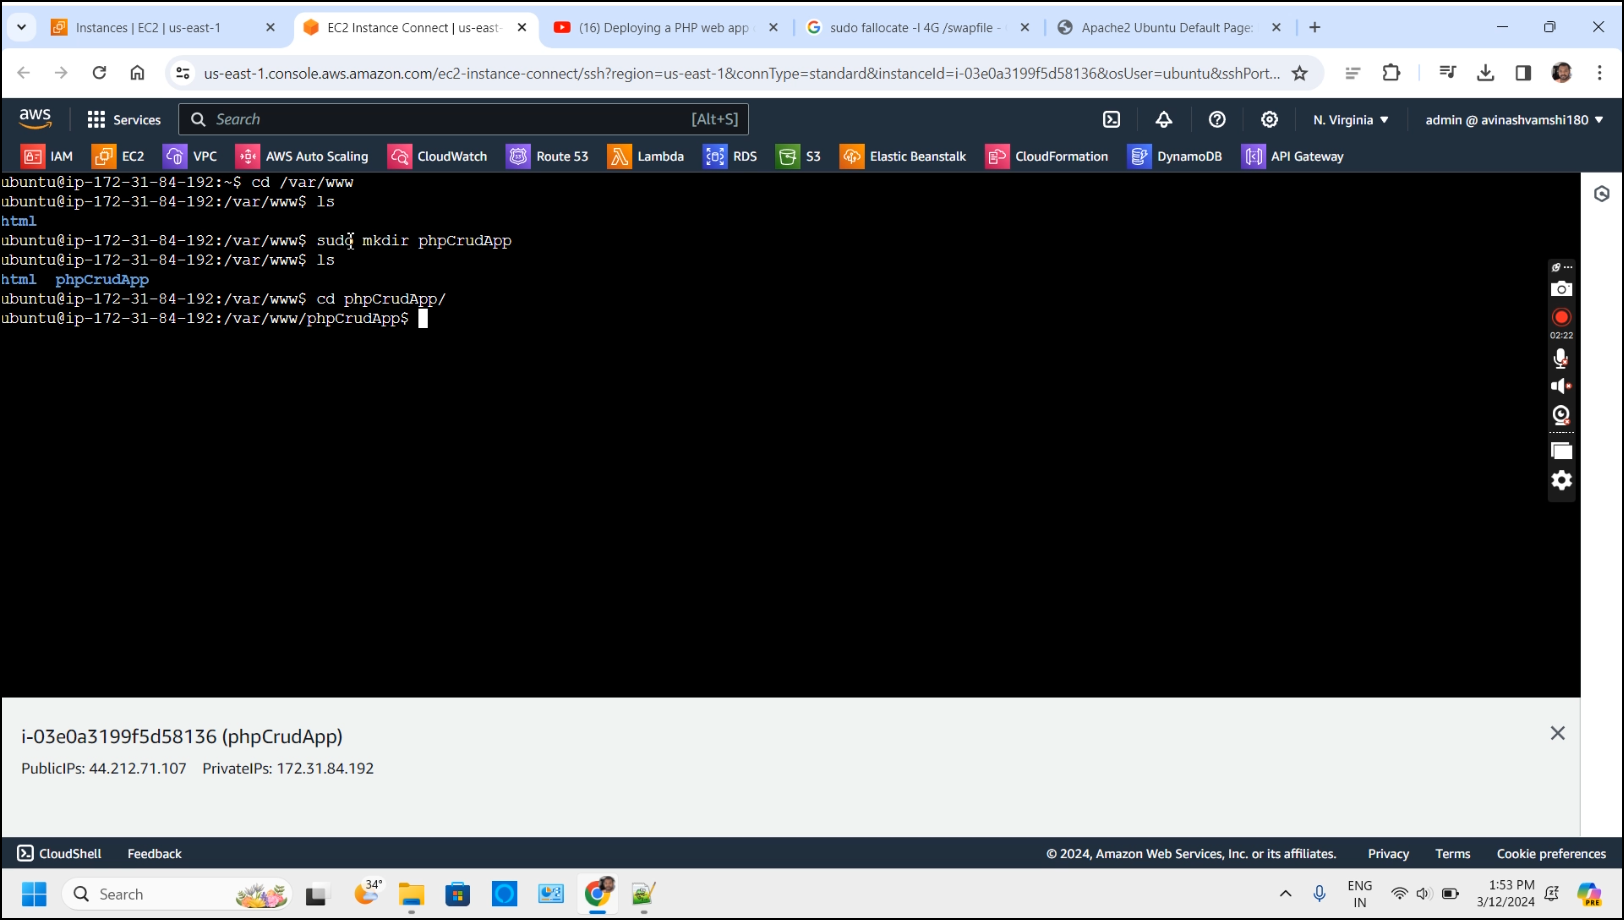 Instances | EC2 | us-east-1
EC2 Instance Connect | us-east-
(16) Deploying a PHP web app
sudo fallocate -l 4G /swapfile -
Apache2 Ubuntu Default Page:
us-east-1.console.aws.amazon.com/ec2-instance-connect/ssh?region=us-east-1&connType=standard&instanceId=i-03e0a3199f5d58136&osUser=ubuntu&sshPort...
aws
Services
Search
[Alt+S]
N. Virginia
admin @ avinashvamshi180
IAM
EC2
VPC
AWS Auto Scaling
CloudWatch
Route 53
Lambda
RDS
S3
Elastic Beanstalk
CloudFormation
DynamoDB
API Gateway
ubuntu@ip-172-31-84-192:~$ cd /var/www
ubuntu@ip-172-31-84-192:/var/www$ ls
html
ubuntu@ip-172-31-84-192:/var/www$ sudo mkdir phpCrudApp
ubuntu@ip-172-31-84-192:/var/www$ ls
html  phpCrudApp
ubuntu@ip-172-31-84-192:/var/www$ cd phpCrudApp/
ubuntu@ip-172-31-84-192:/var/www/phpCrudApp$
02:22
i-03e0a3199f5d58136 (phpCrudApp)
PublicIPs: 44.212.71.107 PrivateIPs: 172.31.84.192
CloudShell
Feedback
© 2024, Amazon Web Services, Inc. or its affiliates.
Privacy
Terms
Cookie preferences
Search
34°
ENG
IN
1:53 PM
3/12/2024
PRE